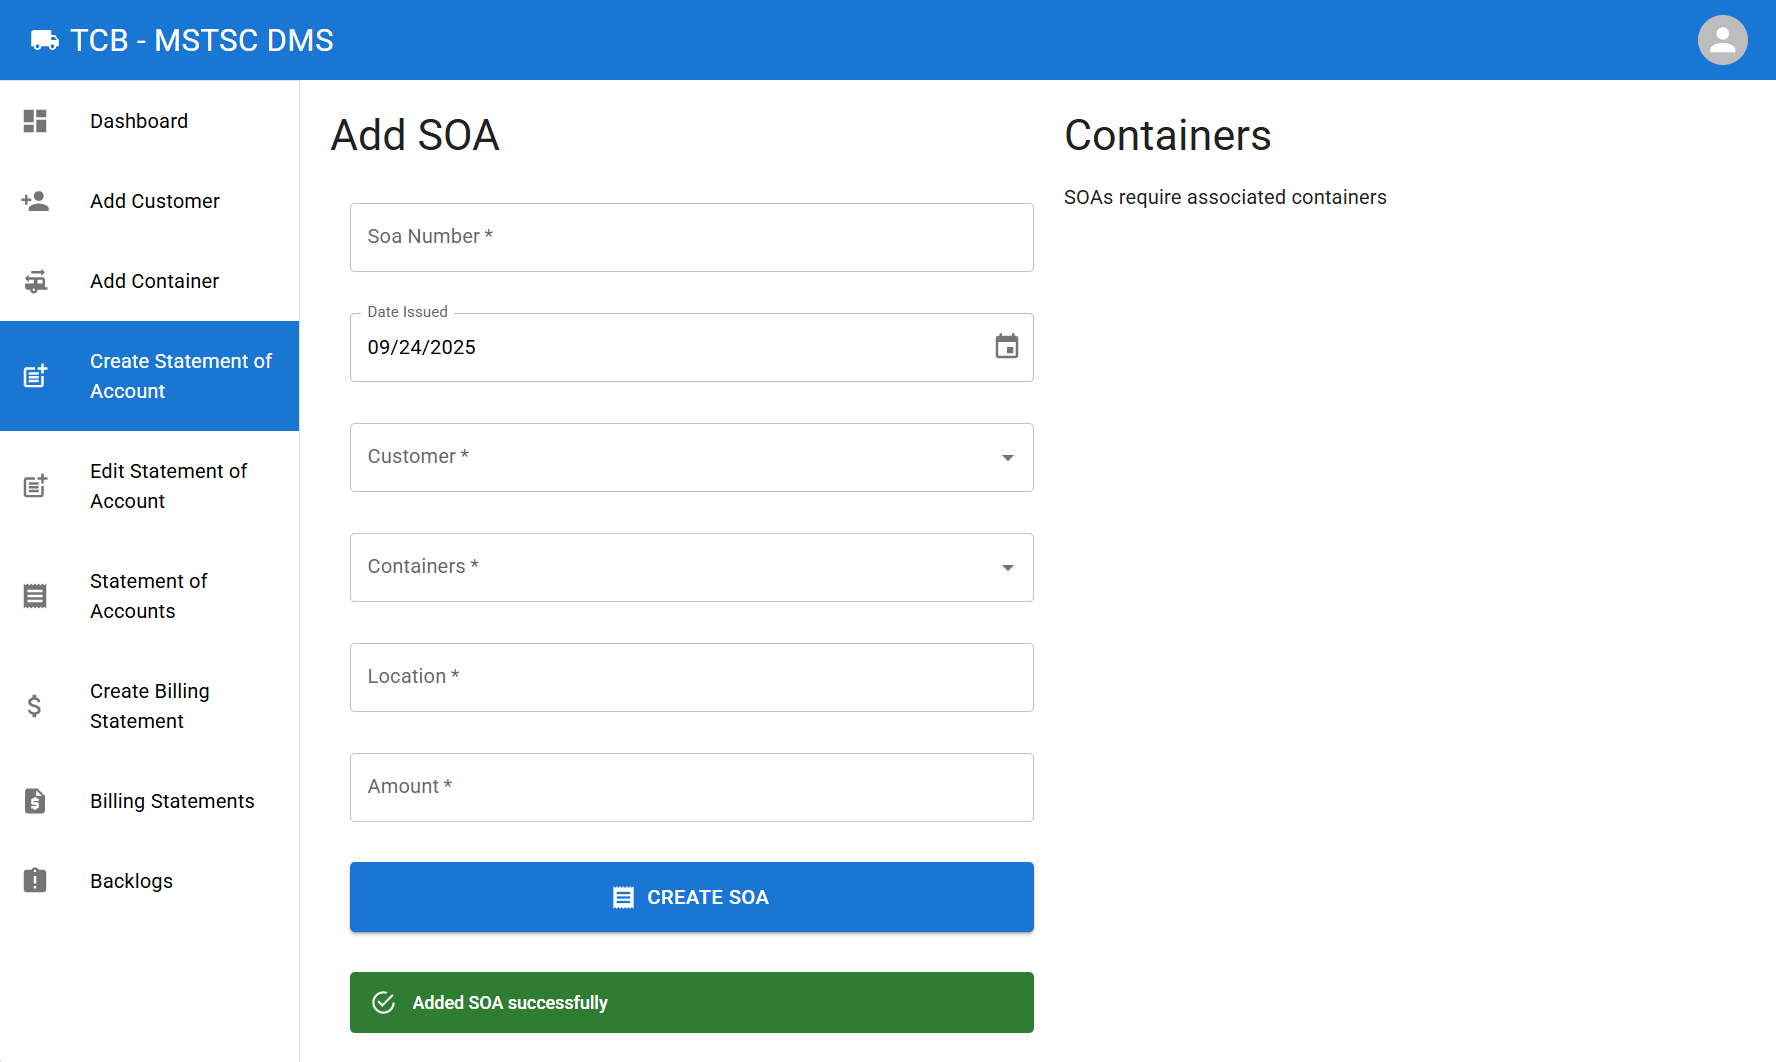 TCB - MSTSC DMS
Dashboard
Add Customer
Add Container
Create Statement of
Account
Edit Statement of
Account
Statement of
Accounts
Create Billing
Statement
Billing Statements
Backlogs
Add SOA
Soa Number *
Date Issued
09/24/2025
Customer *
Containers *
Location *
Amount *
CREATE SOA
Added SOA successfully
Containers
SOAs require associated containers